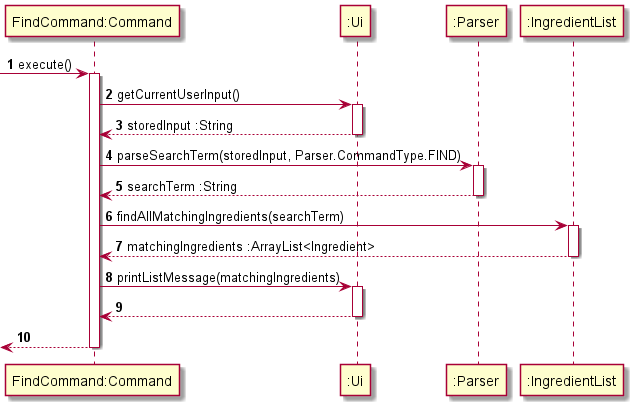 FindCommand:Command :Ui :Parser :IngredientList
1 execute()
2 getCurrentUserInput()
3 storedInput :String
4 parseSearchTerm(storedInput, Parser.CommandType.FIND)
5 searchTerm :String
6 findAllMatchingIngredients(searchTerm)
7 matchingIngredients :ArrayList<Ingredient>
8 printListMessage(matchingIngredients)
9
10
FindCommand:Command :Ui :Parser :IngredientList